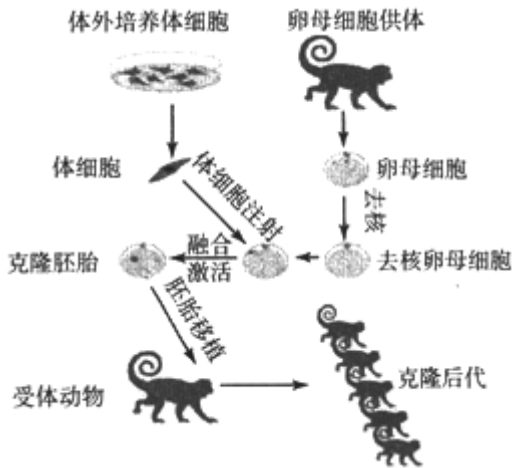 体外培养体细胞
卵母细胞供体
体细胞
体细胞注射
卵母细胞
去核
克隆胚胎
融合
激活
去核卵母细胞
胚胎移植
受体动物
克隆后代